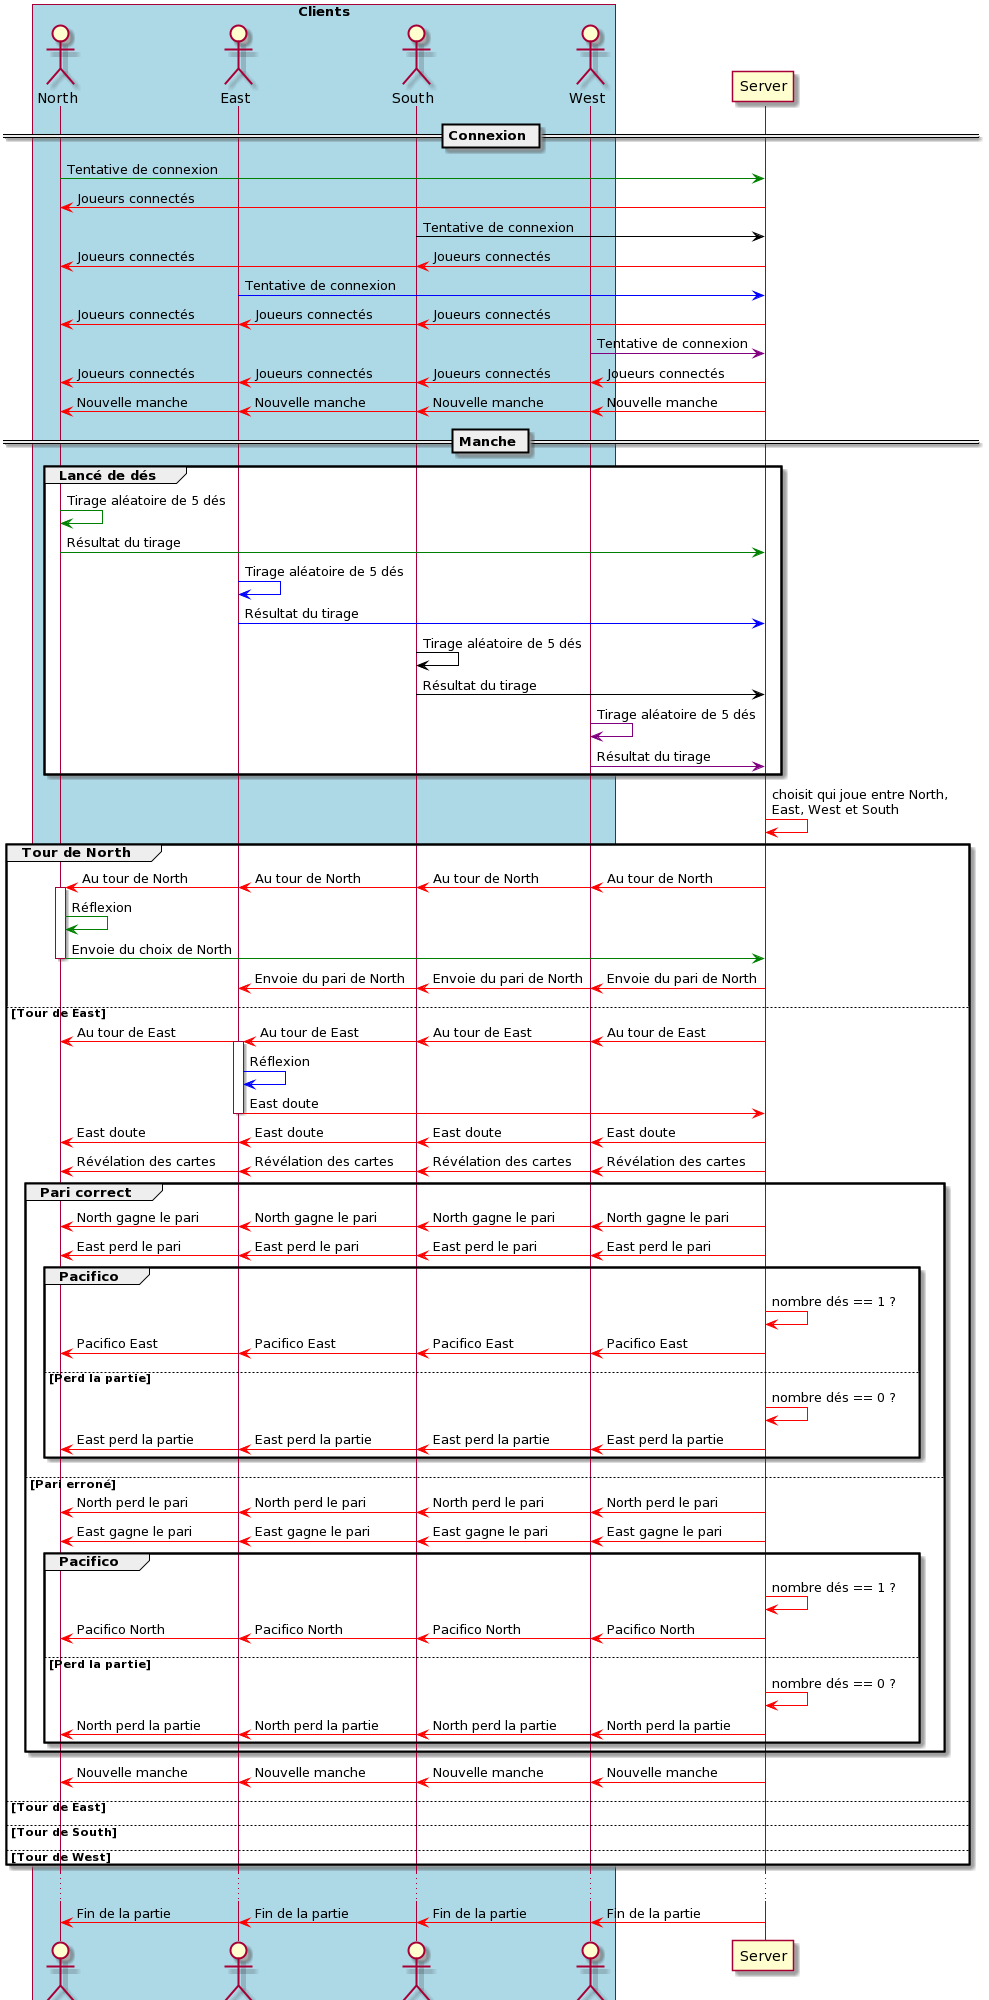 Clients
North East South West Server
Connexion
Tentative de connexion
Joueurs connectés
Tentative de connexion
Joueurs connectés Joueurs connectés
Tentative de connexion
Joueurs connectés Joueurs connectés Joueurs connectés
Tentative de connexion
Joueurs connectés Joueurs connectés Joueurs connectés Joueurs connectés
Nouvelle manche Nouvelle manche Nouvelle manche Nouvelle manche
Manche
Lancé de dés
Tirage aléatoire de 5 dés
Résultat du tirage
Tirage aléatoire de 5 dés
Résultat du tirage
Tirage aléatoire de 5 dés
Résultat du tirage
Tirage aléatoire de 5 dés
Résultat du tirage
choisit qui joue entre North,
East, West et South
Tour de North
Au tour de North Au tour de North Au tour de North Au tour de North
Réflexion
Envoie du choix de North
Envoie du pari de North Envoie du pari de North Envoie du pari de North
[Tour de East]
Au tour de East Au tour de East Au tour de East Au tour de East
Réflexion
East doute
East doute East doute East doute East doute
Révélation des cartes Révélation des cartes Révélation des cartes Révélation des cartes
Pari correct
North gagne le pari North gagne le pari North gagne le pari North gagne le pari
East perd le pari East perd le pari East perd le pari East perd le pari
Pacifico
nombre dés == 1 ?
Pacifico East Pacifico East Pacifico East Pacifico East
[Perd la partie]
nombre dés == 0 ?
East perd la partie East perd la partie East perd la partie East perd la partie
[Pari erroné]
North perd le pari North perd le pari North perd le pari North perd le pari
East gagne le pari East gagne le pari East gagne le pari East gagne le pari
Pacifico
nombre dés == 1 ?
Pacifico North Pacifico North Pacifico North Pacifico North
[Perd la partie]
nombre dés == 0 ?
North perd la partie North perd la partie North perd la partie North perd la partie
Nouvelle manche Nouvelle manche Nouvelle manche Nouvelle manche
[Tour de East]
[Tour de South]
[Tour de West]
Fin de la partie Fin de la partie Fin de la partie Fin de la partie
Server